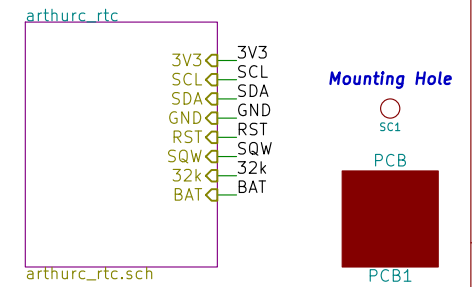 arthurc_rtc
3V3 3V3
SCL SCL
SDA SDA
GND GND
RST RST
SQW SQW
32k 32k
BAT BAT
arthurc_rtc.sch
Mounting Hole
SC1
PCB
PCB1